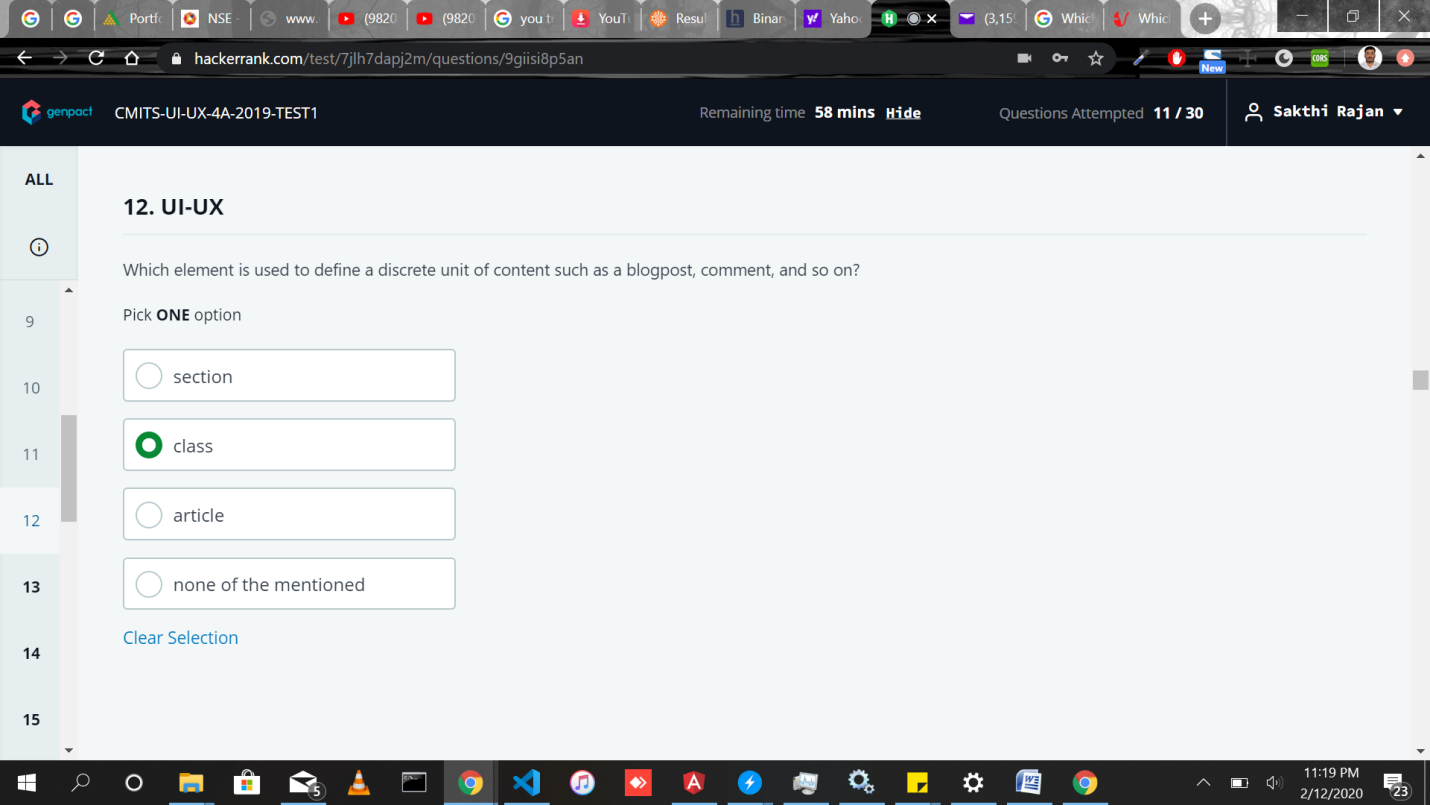 Portfo
NSE -
www.
(9820
(9820
you t
YouTu
Resul
Binar
Yahoo
(3,159
Which
Which
hackerrank.com/test/7jlh7dapj2m/questions/9giisi8p5an
New
CORS
genpact
CMITS-UI-UX-4A-2019-TEST1
Remaining time 58 mins Hide
Questions Attempted 11 / 30
Sakthi Rajan
ALL
12. UI-UX
Which element is used to define a discrete unit of content such as a blogpost, comment, and so on?
Pick ONE option
9
section
10
class
11
article
12
none of the mentioned
13
Clear Selection
14
15
5
11:19 PM
2/12/2020
23